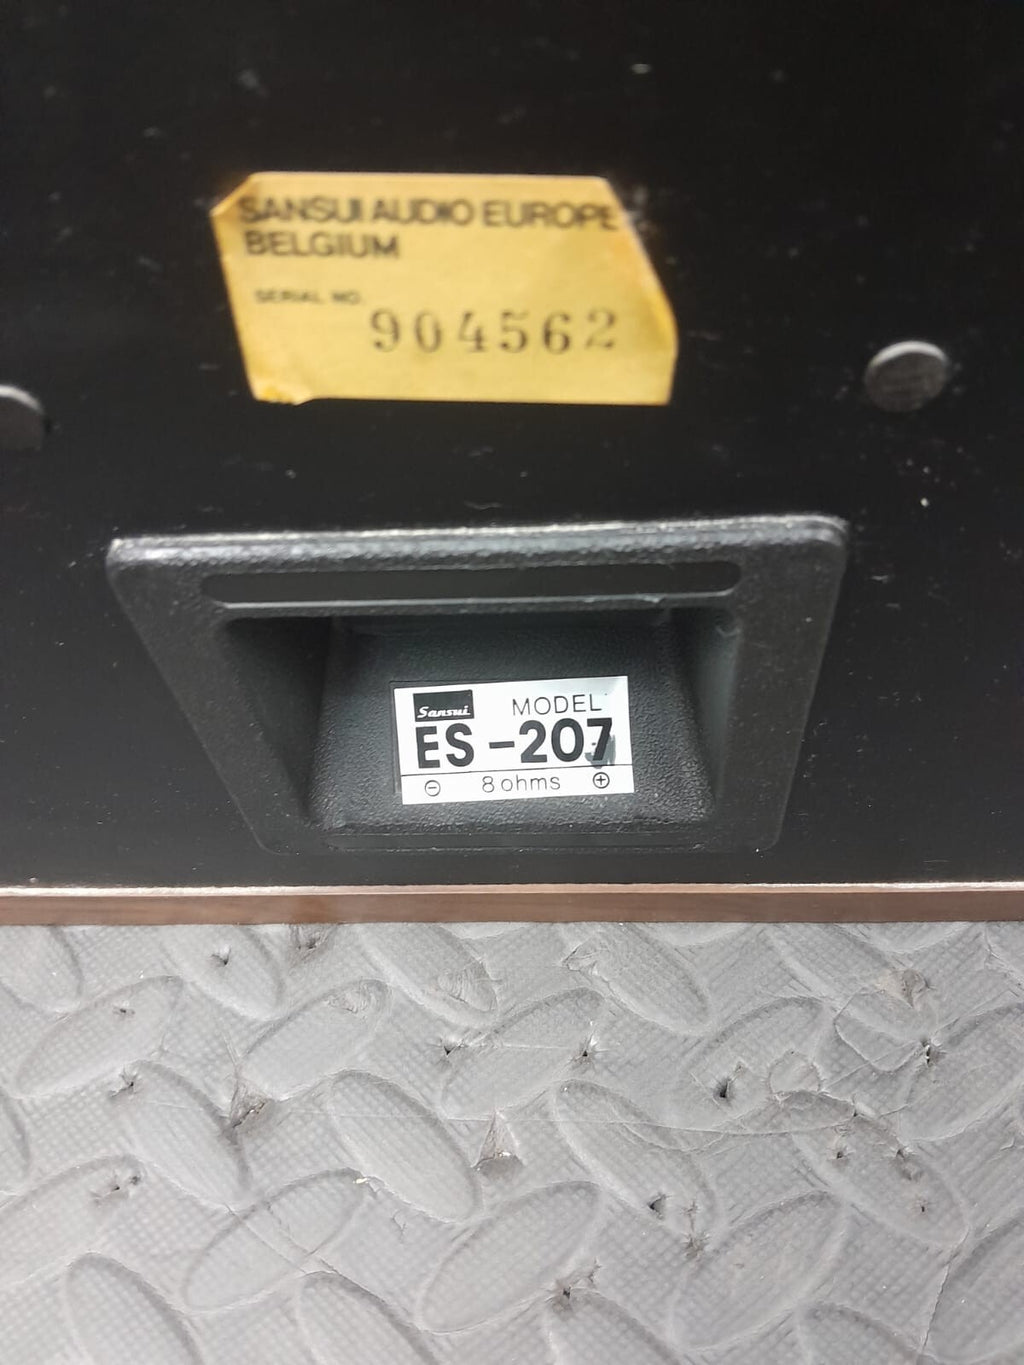 SANSUI AUDIO EUROPE
BELGIUM
SERIAL NO.
904562
Sansui MODEL
ES-207
⊖ 8 ohms ⊕